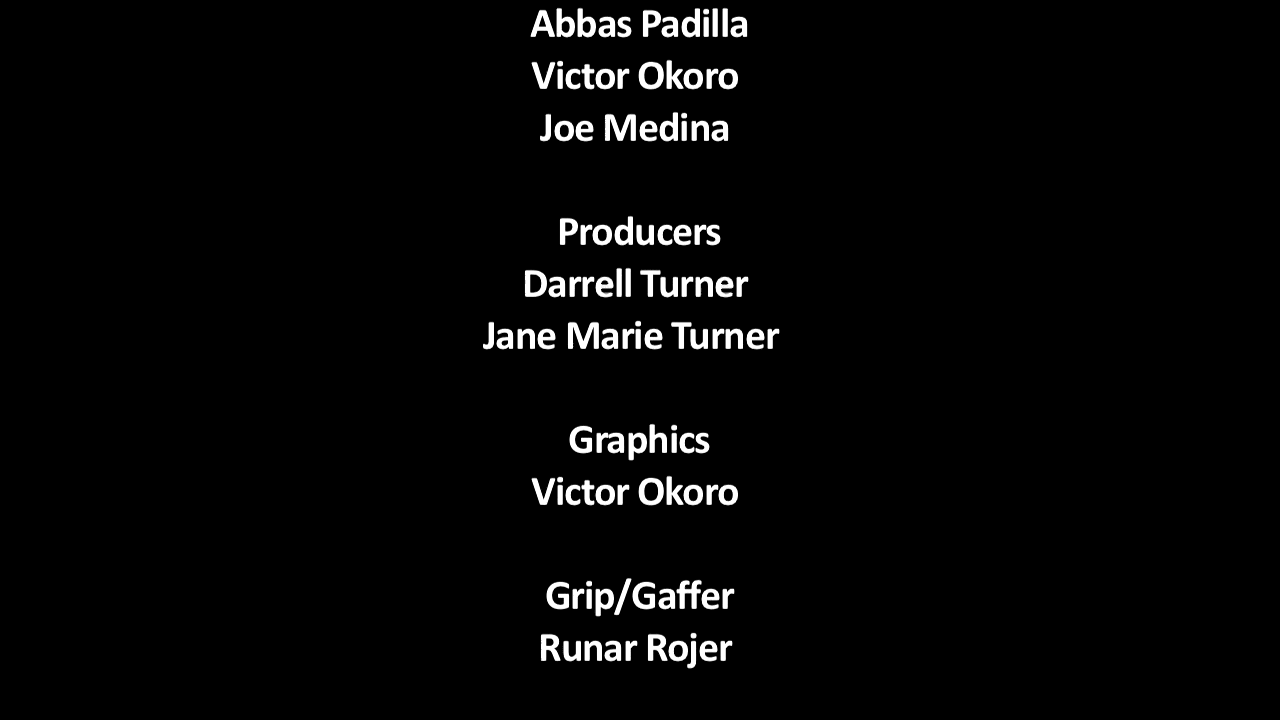 Abbas Padilla
Victor Okoro
Joe Medina
Producers
Darrell Turner
Jane Marie Turner
Graphics
Victor Okoro
Grip/Gaffer
Runar Rojer